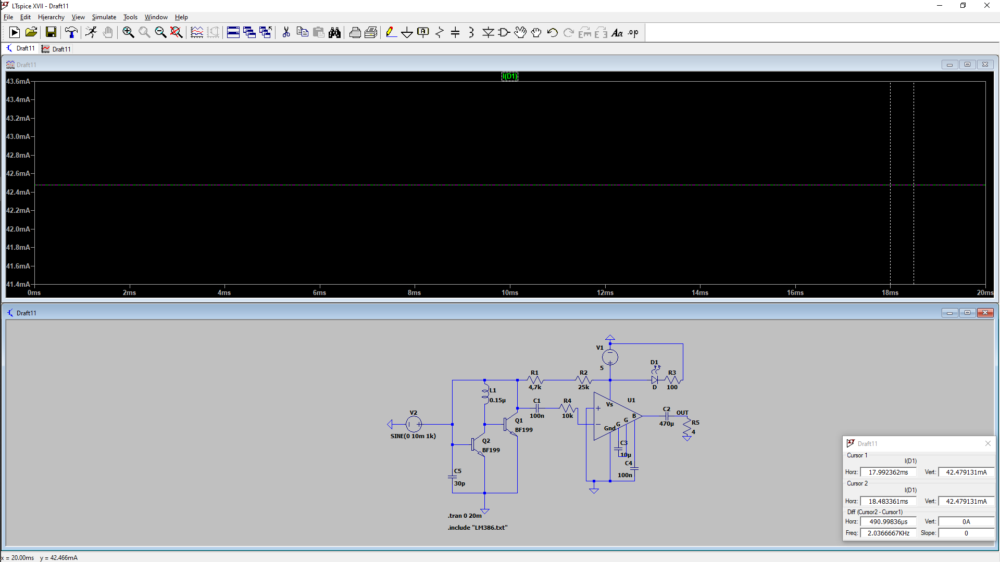 LTspice XVII - Draft11
File Edit Hierarchy View Simulate Tools Window Help
Draft11 Draft11
Draft11
I(D1)
43.6mA
43.4mA
43.2mA
43.0mA
42.8mA
42.6mA
42.4mA
42.2mA
42.0mA
41.8mA
41.6mA
41.4mA
0ms 2ms 4ms 6ms 8ms 10ms 12ms 14ms 16ms 18ms 20ms
Draft11
V1
5
D1
D
R3
100
R1
4,7k
R2
25k
L1
0.15µ
C1
100n
R4
10k
U1
Vs
Gnd
G
G
B
C2
470µ
OUT
R5
4
V2
SINE(0 10m 1k)
Q1
BF199
Q2
BF199
C3
10µ
C4
100n
C5
30p
.tran 0 20m
.include "LM386.txt"
Draft11
Cursor 1
I(D1)
Horz: 17.992362ms Vert: 42.479131mA
Cursor 2
I(D1)
Horz: 18.483361ms Vert: 42.479131mA
Diff (Cursor2 - Cursor1)
Horz: 490.99836µs Vert: 0A
Freq: 2.0366667KHz Slope: 0
x = 20.00ms y = 42.466mA